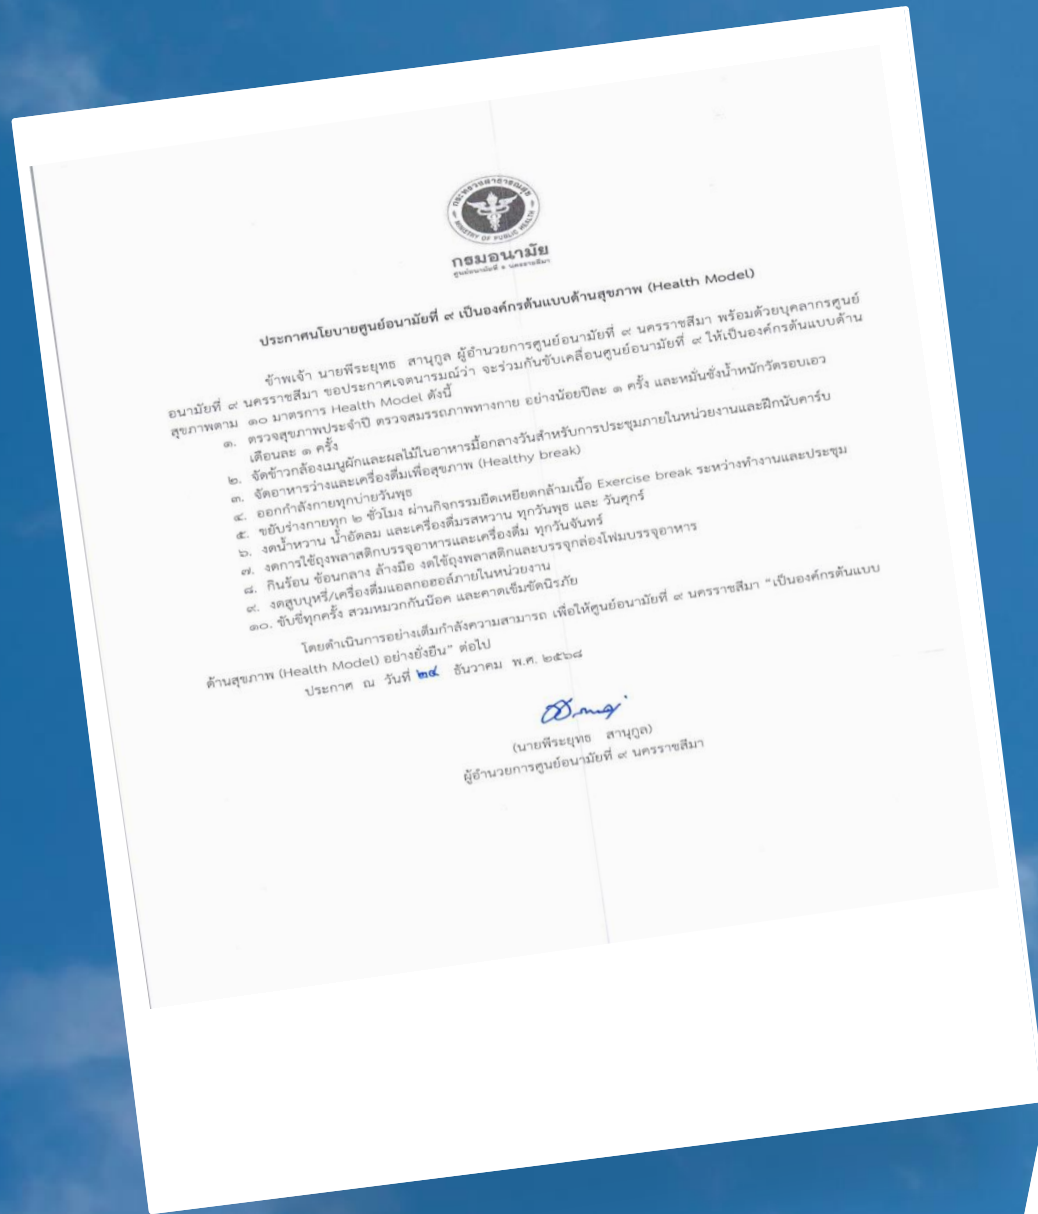 กระทรวงสาธารณสุข
MINISTRY OF PUBLIC HEALTH
กรมอนามัย
ศูนย์อนามัยที่ ๙ นครราชสีมา
ประกาศนโยบายศูนย์อนามัยที่ ๙ เป็นองค์กรต้นแบบด้านสุขภาพ (Health Model)
ข้าพเจ้า นายพีระยุทธ สานุกูล ผู้อำนวยการศูนย์อนามัยที่ ๙ นครราชสีมา พร้อมด้วยบุคลากรศูนย์
อนามัยที่ ๙ นครราชสีมา ขอประกาศเจตนารมณ์ว่า จะร่วมกันขับเคลื่อนศูนย์อนามัยที่ ๙ ให้เป็นองค์กรต้นแบบด้าน
สุขภาพตาม ๑๐ มาตรการ Health Model ดังนี้
๑. ตรวจสุขภาพประจำปี ตรวจสมรรถภาพทางกาย อย่างน้อยปีละ ๑ ครั้ง และหมั่นชั่งน้ำหนักวัดรอบเอว
เดือนละ ๑ ครั้ง
๒. จัดข้าวกล้องเมนูผักและผลไม้ในอาหารมื้อกลางวันสำหรับการประชุมภายในหน่วยงานและฝึกนับคาร์บ
๓. จัดอาหารว่างและเครื่องดื่มเพื่อสุขภาพ (Healthy break)
๔. ออกกำลังกายทุกบ่ายวันพุธ
๕. ขยับร่างกายทุก ๒ ชั่วโมง ผ่านกิจกรรมยืดเหยียดกล้ามเนื้อ Exercise break ระหว่างทำงานและประชุม
๖. งดน้ำหวาน น้ำอัดลม และเครื่องดื่มรสหวาน ทุกวันพุธ และ วันศุกร์
๗. งดการใช้ถุงพลาสติกบรรจุอาหารและเครื่องดื่ม ทุกวันจันทร์
๘. กินร้อน ช้อนกลาง ล้างมือ งดใช้ถุงพลาสติกและบรรจุกล่องโฟมบรรจุอาหาร
๙. งดสูบบุหรี่/เครื่องดื่มแอลกอฮอล์ภายในหน่วยงาน
๑๐. ขับขี่ทุกครั้ง สวมหมวกกันน๊อค และคาดเข็มขัดนิรภัย
โดยดำเนินการอย่างเต็มกำลังความสามารถ เพื่อให้ศูนย์อนามัยที่ ๙ นครราชสีมา “เป็นองค์กรต้นแบบ
ด้านสุขภาพ (Health Model) อย่างยั่งยืน” ต่อไป
ประกาศ ณ วันที่ ๒๔ ธันวาคม พ.ศ. ๒๕๖๘
(นายพีระยุทธ สานุกูล)
ผู้อำนวยการศูนย์อนามัยที่ ๙ นครราชสีมา